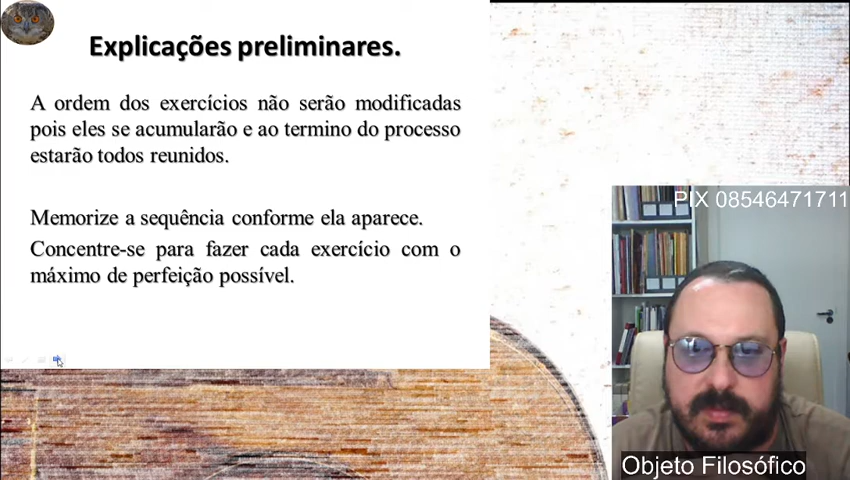 Explicações preliminares.
A ordem dos exercícios não serão modificadas
pois eles se acumularão e ao termino do processo
estarão todos reunidos.
Memorize a sequência conforme ela aparece.
Concentre-se para fazer cada exercício com o
máximo de perfeição possível.
PIX 08546471711
Objeto Filosófico